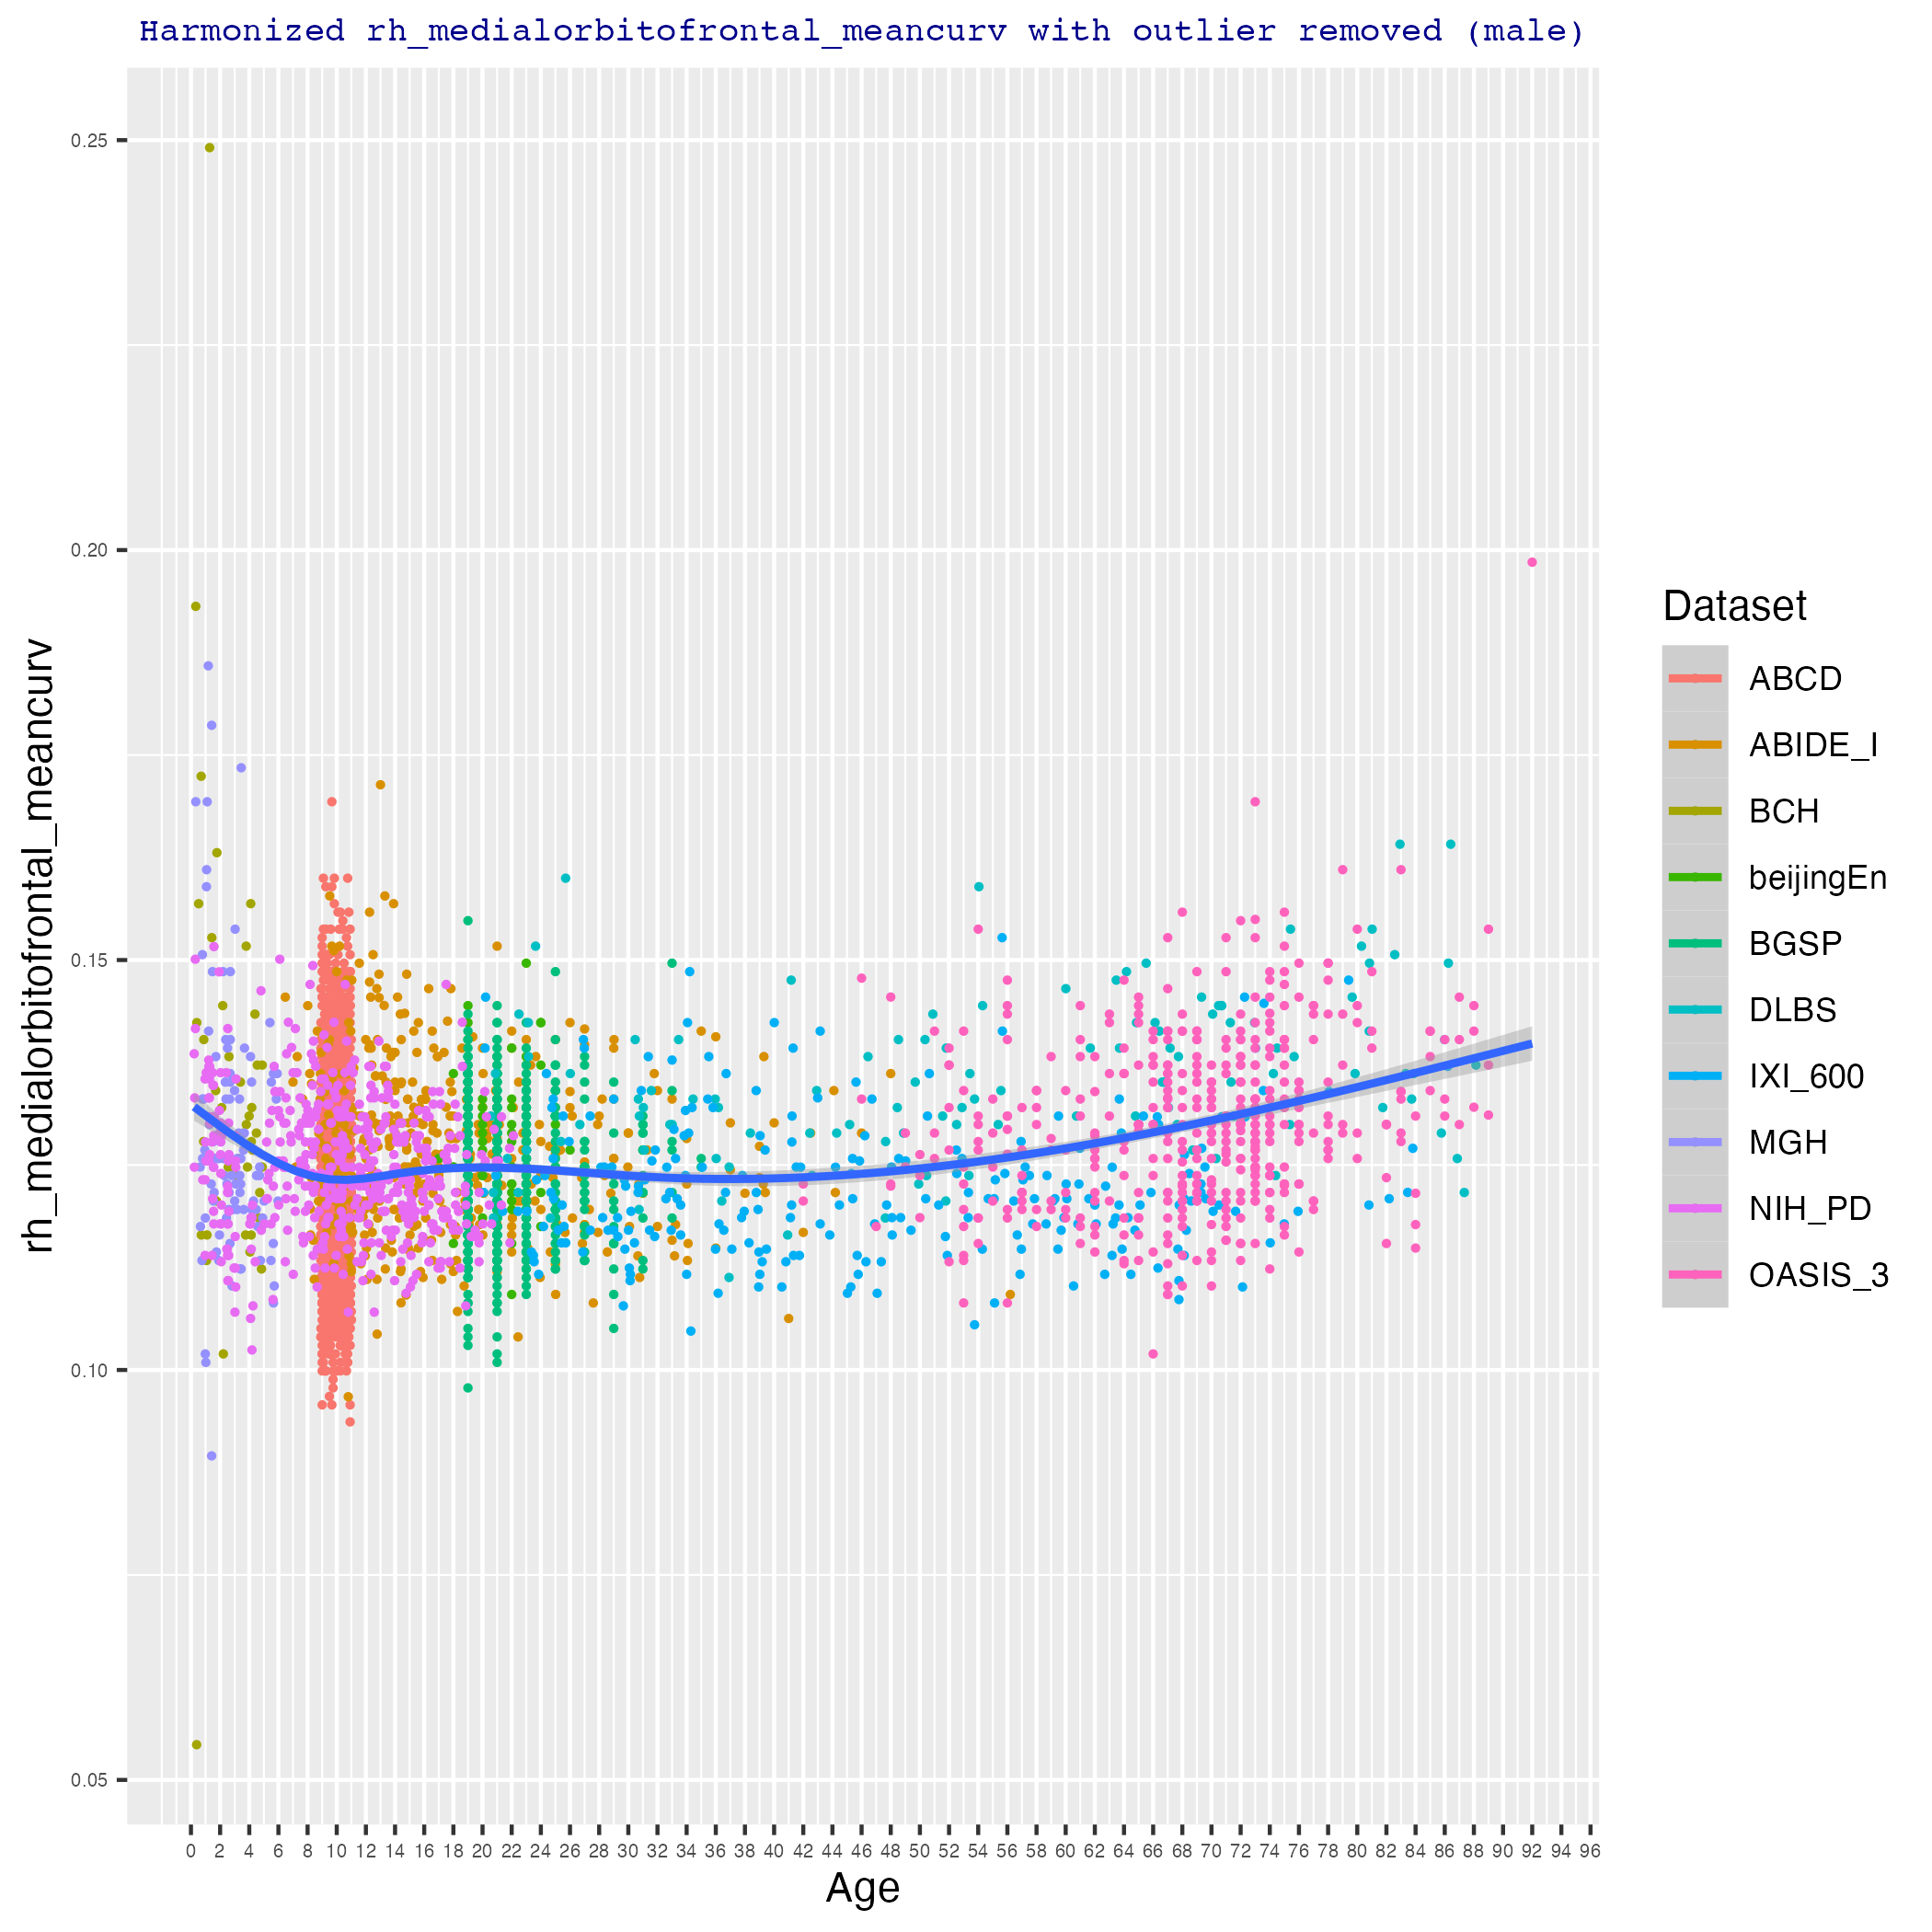 Harmonized rh_medialorbitofrontal_meancurv with outlier removed (male)
rh_medialorbitofrontal_meancurv
0.25
0.20
0.15
0.10
0.05
0 2 4 6 8 10 12 14 16 18 20 22 24 26 28 30 32 34 36 38 40 42 44 46 48 50 52 54 56 58 60 62 64 66 68 70 72 74 76 78 80 82 84 86 88 90 92 94 96
Age
Dataset
ABCD
ABIDE_I
BCH
beijingEn
BGSP
DLBS
IXI_600
MGH
NIH_PD
OASIS_3